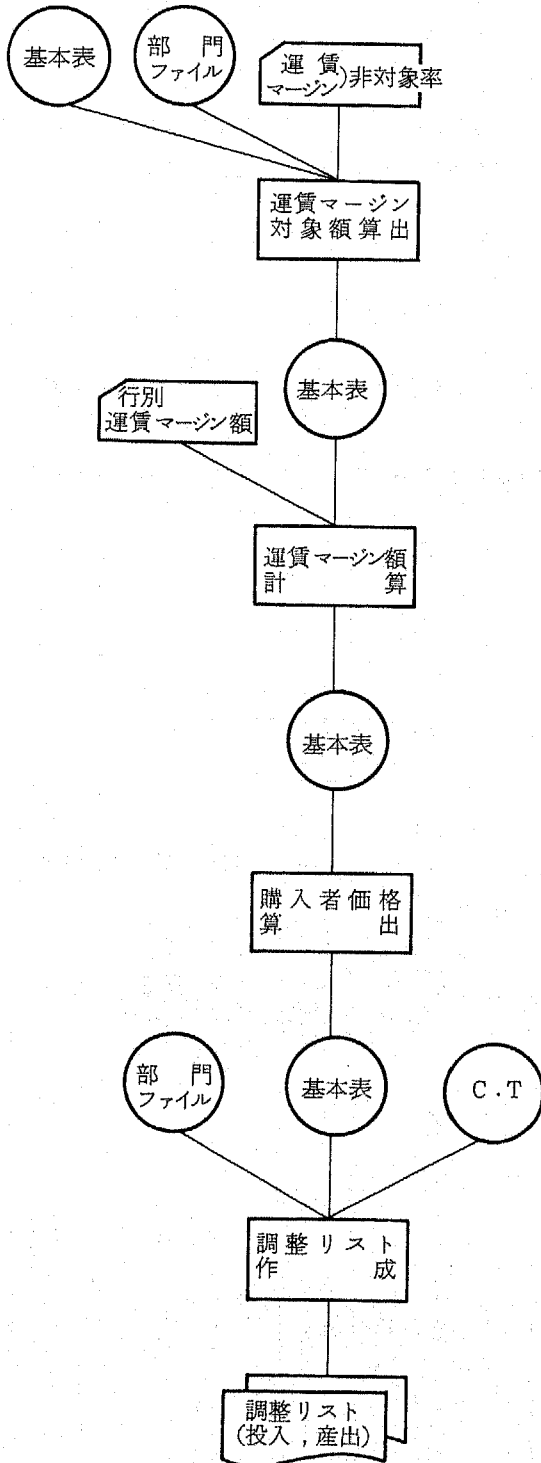 基本表
部門
ファイル
運賃
マージン)非対象率
運賃マージン
対象額算出
基本表
行別
運賃マージン額
運賃マージン額
計算
基本表
購入者価格
算出
部門
ファイル
基本表
C.T
調整リスト
作成
調整リスト
(投入,産出)